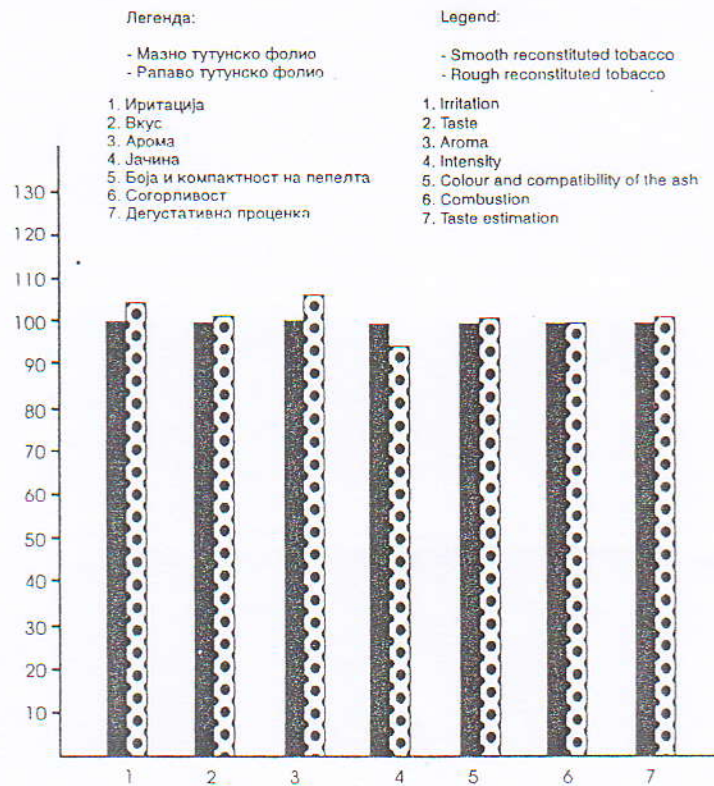 Легенда:
- Мазно тутунско фолио
- Рапаво тутунско фолио
1. Иритација
2. Вкус
3. Арома
4. Јачина
5. Боја и компактност на пепелта
6. Согорливост
7. Дегустативна проценка
Legend:
- Smooth reconstituted tobacco
- Rough reconstituted tobacco
1. Irritation
2. Taste
3. Aroma
4. Intensity
5. Colour and compatibility of the ash
6. Combustion
7. Taste estimation
130
120
110
100
90
80
70
60
50
40
30
20
10
1 2 3 4 5 6 7